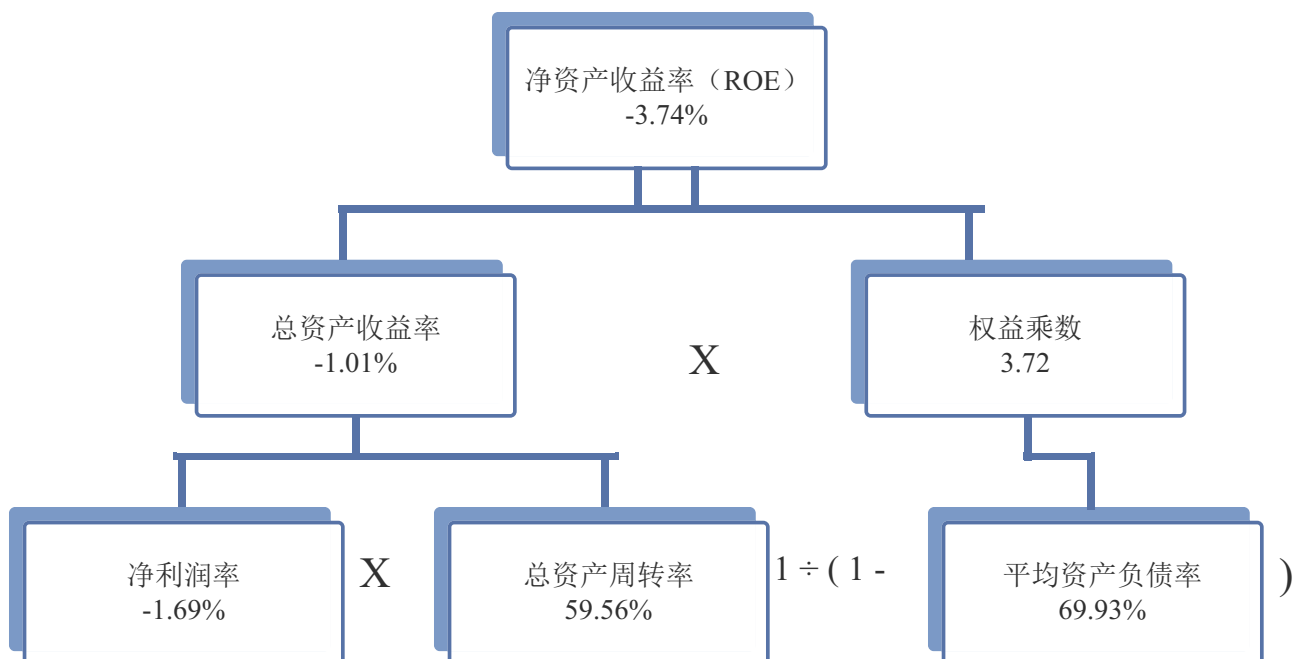 净资产收益率（ROE）
-3.74%
总资产收益率
-1.01%
X
权益乘数
3.72
净利润率
-1.69%
X
总资产周转率
59.56%
1 ÷ ( 1 -
平均资产负债率
69.93%
)